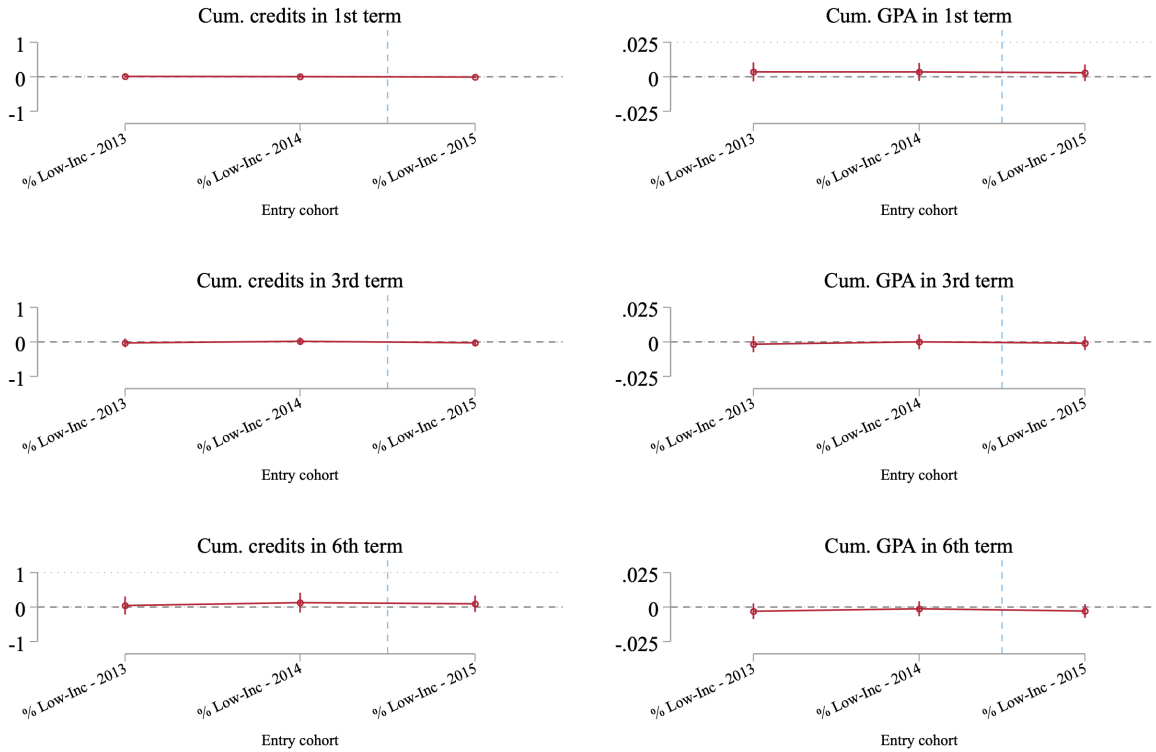 Cum. credits in 1st term
1
0
-1
% Low-Inc - 2013
% Low-Inc - 2014
% Low-Inc - 2015
Entry cohort
Cum. GPA in 1st term
.025
0
-.025
% Low-Inc - 2013
% Low-Inc - 2014
% Low-Inc - 2015
Entry cohort
Cum. credits in 3rd term
1
0
-1
% Low-Inc - 2013
% Low-Inc - 2014
% Low-Inc - 2015
Entry cohort
Cum. GPA in 3rd term
.025
0
-.025
% Low-Inc - 2013
% Low-Inc - 2014
% Low-Inc - 2015
Entry cohort
Cum. credits in 6th term
1
0
-1
% Low-Inc - 2013
% Low-Inc - 2014
% Low-Inc - 2015
Entry cohort
Cum. GPA in 6th term
.025
0
-.025
% Low-Inc - 2013
% Low-Inc - 2014
% Low-Inc - 2015
Entry cohort